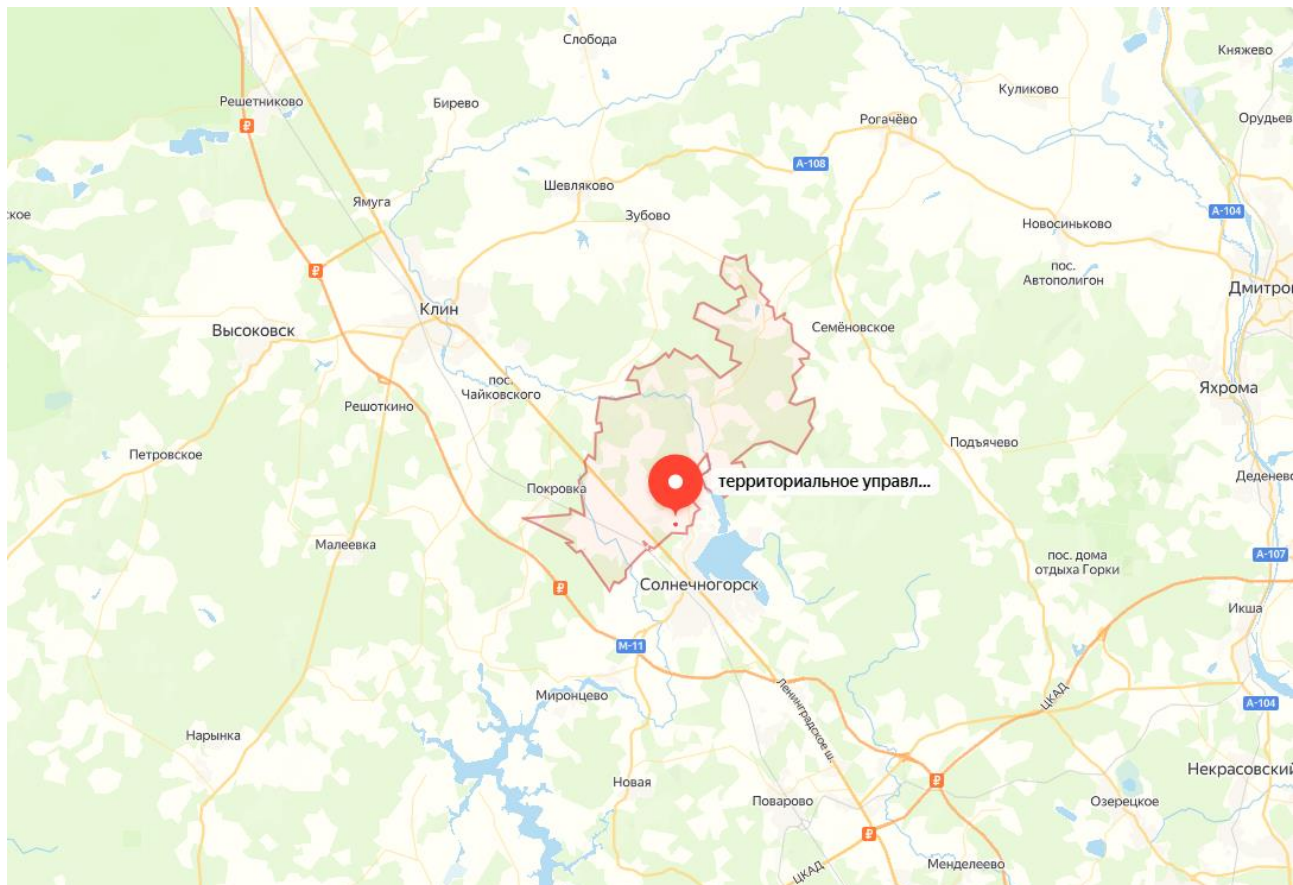 Слобода
Княжево
Решетниково
Бирево
Куликово
Рогачёво
₽
А-108
Шевляково
Ямуга
Зубово
ское
А-104
Новосиньково
₽
пос.
Автополигон
Клин
Дмитров
Высоковск
Семёновское
пос.
Чайковского
Яхрома
Решоткино
Подъячево
Петровское
территориальное управл...
Деденево
Покровка
Малеевка
А-107
пос. дома
отдыха Горки
₽
Солнечногорск
Икша
М-11
Миронцево
Ленинградское ш.
ЦКАД
А-104
Нарынка
Некрасовский
Новая
₽
Поварово
Озерецкое
₽
Менделеево
ЦКАД